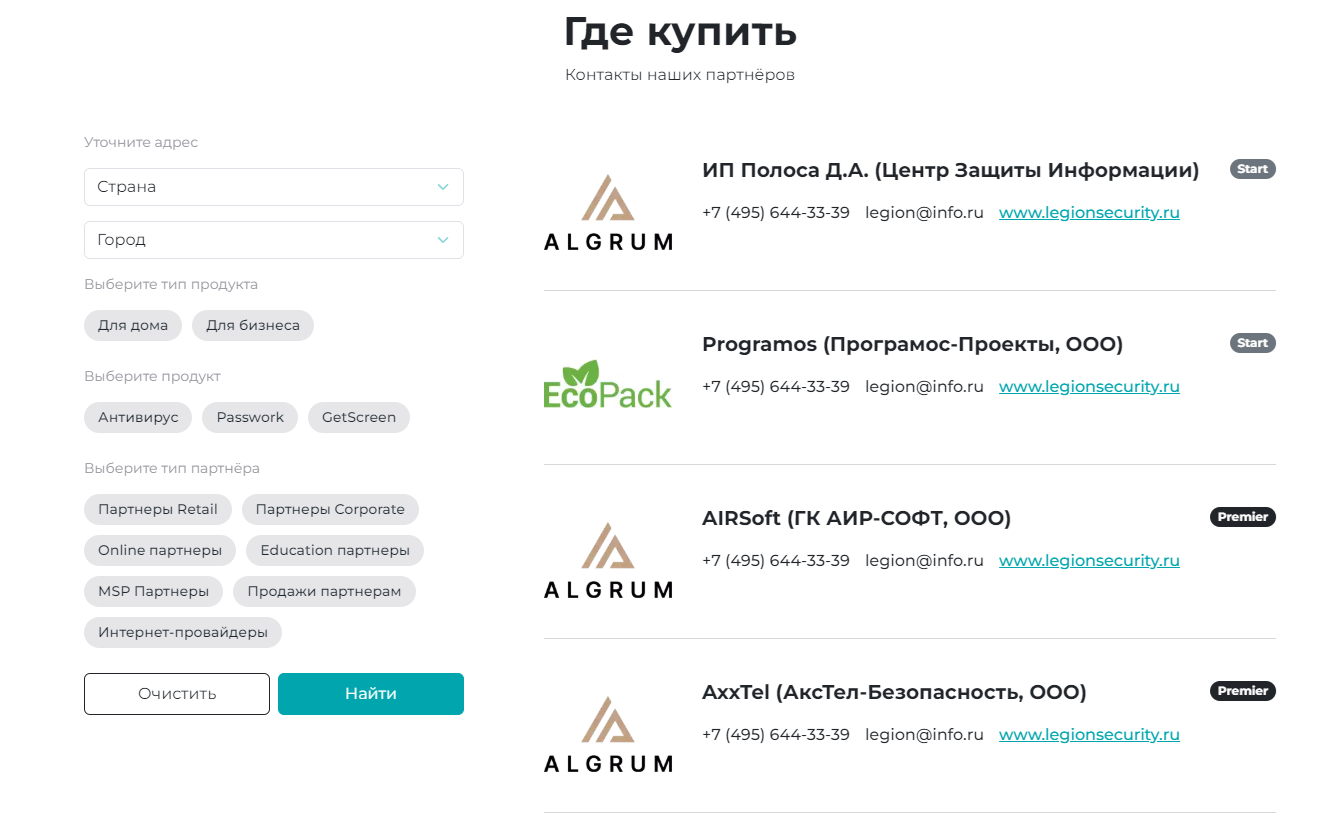 Где купить
Контакты наших партнёров
Уточните адрес
Страна
Город
Выберите тип продукта
Для дома Для бизнеса
Выберите продукт
Антивирус Passwork GetScreen
Выберите тип партнёра
Партнеры Retail Партнеры Corporate
Online партнеры Education партнеры
MSP Партнеры Продажи партнерам
Интернет-провайдеры
Очистить Найти
ALGRUM
ИП Полоса Д.А. (Центр Защиты Информации) Start
+7 (495) 644-33-39 legion@info.ru www.legionsecurity.ru
EcoPack
Programos (Програмос-Проекты, ООО) Start
+7 (495) 644-33-39 legion@info.ru www.legionsecurity.ru
ALGRUM
AIRSoft (ГК АИР-СОФТ, ООО) Premier
+7 (495) 644-33-39 legion@info.ru www.legionsecurity.ru
ALGRUM
AxxTel (АксТел-Безопасность, ООО) Premier
+7 (495) 644-33-39 legion@info.ru www.legionsecurity.ru